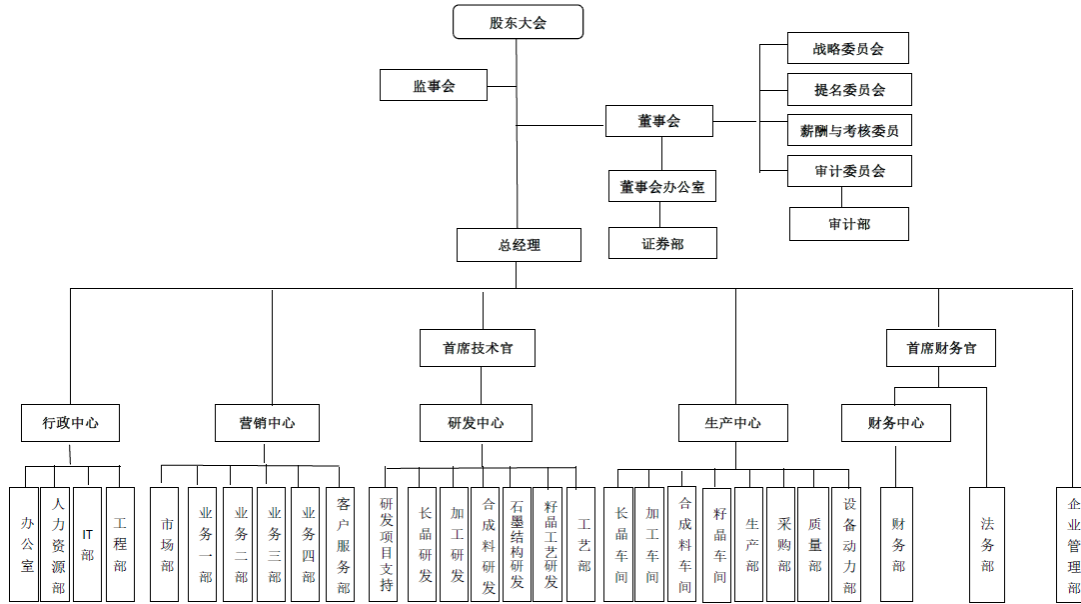 股东大会
战略委员会
监事会
提名委员会
董事会
薪酬与考核委员
审计委员会
董事会办公室
审计部
总经理
证券部
首席技术官
首席财务官
行政中心
营销中心
研发中心
生产中心
财务中心
办公室
人力资源部
IT部
工程部
市场部
业务一部
业务二部
业务三部
业务四部
客户服务部
研发项目支持
长晶研发
加工研发
合成料研发
石墨结构研发
籽晶工艺研发
工艺部
长晶车间
加工车间
合成料车间
籽晶车间
生产部
采购部
质量部
设备动力部
财务部
法务部
企业管理部